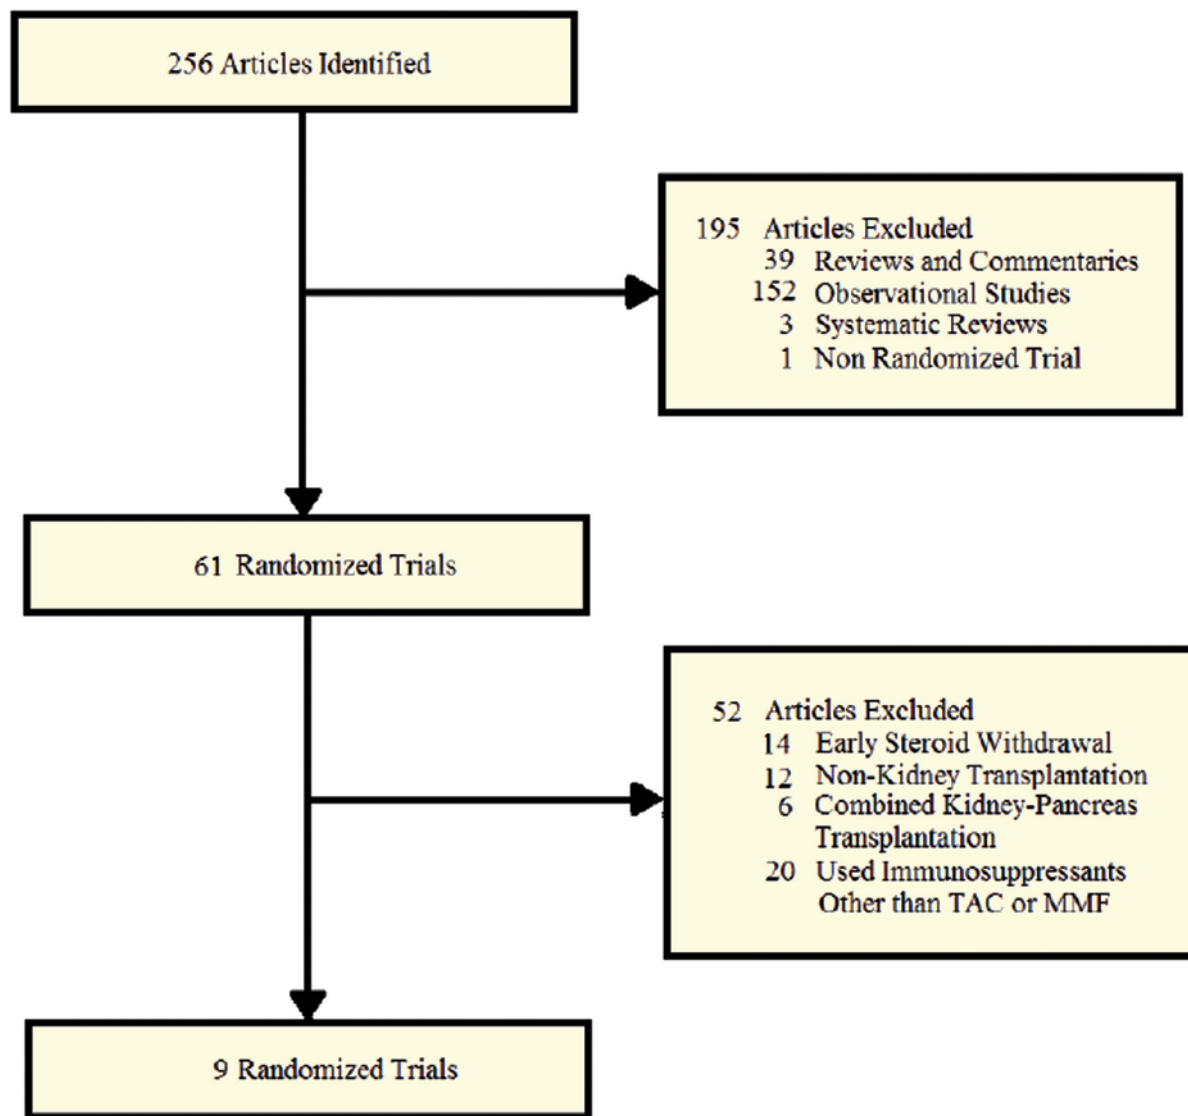 256 Articles Identified
195 Articles Excluded
39 Reviews and Commentaries
152 Observational Studies
3 Systematic Reviews
1 Non Randomized Trial
61 Randomized Trials
52 Articles Excluded
14 Early Steroid Withdrawal
12 Non-Kidney Transplantation
6 Combined Kidney-Pancreas
Transplantation
20 Used Immunosuppressants
Other than TAC or MMF
9 Randomized Trials